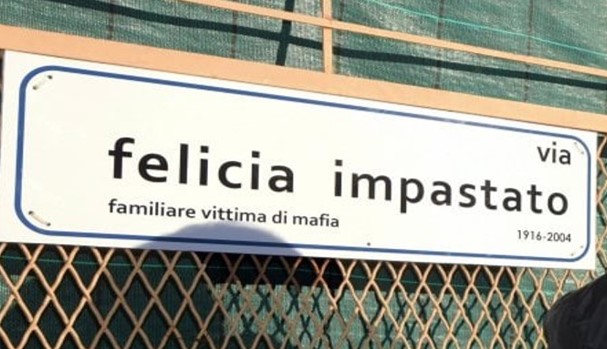 via
felicia impastato
familiare vittima di mafia
1916-2004